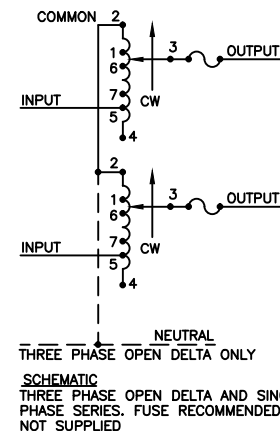 COMMON 2
1
6
3
OUTPUT
INPUT
7
5
CW
4
2
1
6
3
OUTPUT
INPUT
7
5
CW
4
NEUTRAL
THREE PHASE OPEN DELTA ONLY
SCHEMATIC
THREE PHASE OPEN DELTA AND
PHASE SERIES. FUSE RECOMMENDED
NOT SUPPLIED